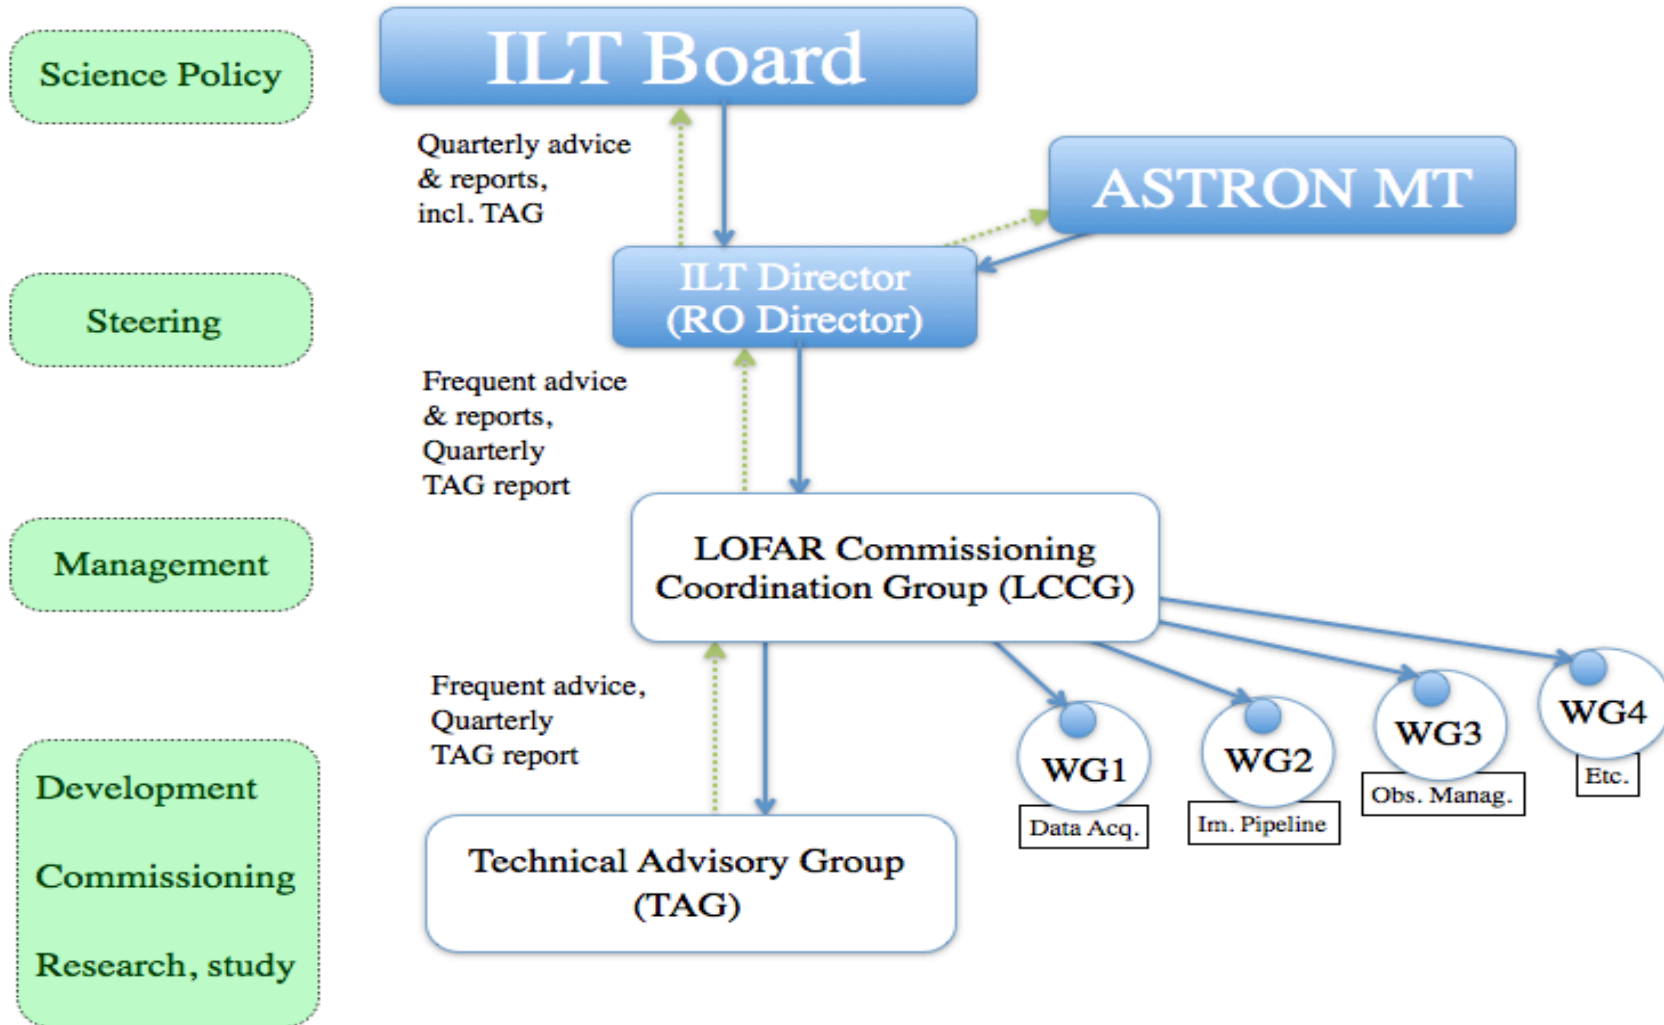 Science Policy
ILT Board
Quarterly advice
& reports,
incl. TAG
ASTRON MT
Steering
ILT Director
(RO Director)
Frequent advice
& reports,
Quarterly
TAG report
Management
LOFAR Commissioning
Coordination Group (LCCG)
Frequent advice,
Quarterly
TAG report
WG1
Data Acq.
WG2
Im. Pipeline
WG3
Obs. Manag.
WG4
Etc.
Development
Commissioning
Research, study
Technical Advisory Group
(TAG)